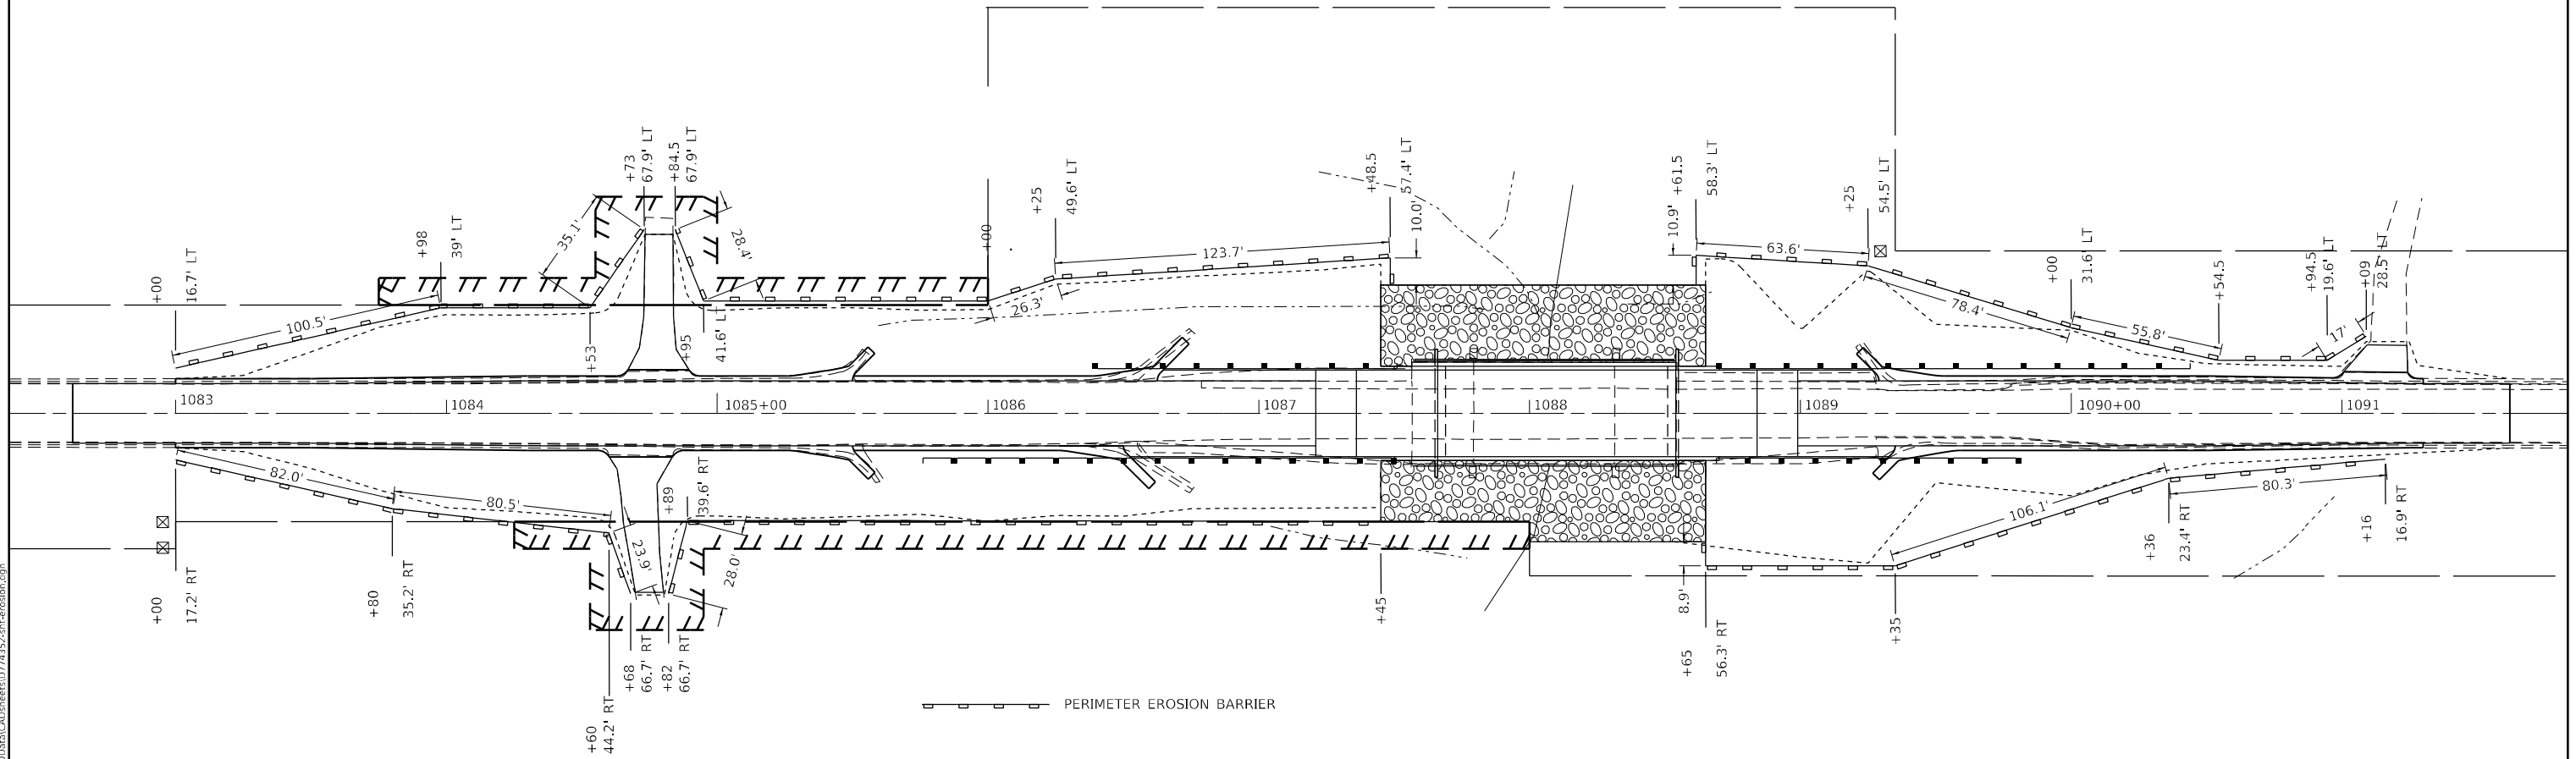 +00
16.7' LT
100.5'
+98
39' LT
35.1'
+53
+73
67.9' LT
+84.5
67.9' LT
28.4'
+95
41.6' LT
+00
26.3'
+25
49.6' LT
123.7'
+48.5
57.4' LT
10.0'
10.9'
+61.5
58.3' LT
63.6'
+25
54.5' LT
78.4'
+00
31.6' LT
55.8'
+54.5
+94.5
19.6' LT
17'
+09
28.5' LT
1083
1084
1085+00
1086
1087
1088
1089
1090+00
1091
82.0'
80.5'
+89
39.6' RT
23.9'
28.0'
106.1'
80.3'
+00
17.2' RT
+80
35.2' RT
+60
44.2' RT
+68
66.7' RT
+82
66.7' RT
+45
8.9'
+65
56.3' RT
+35
+36
23.4' RT
+16
16.9' RT
PERIMETER EROSION BARRIER